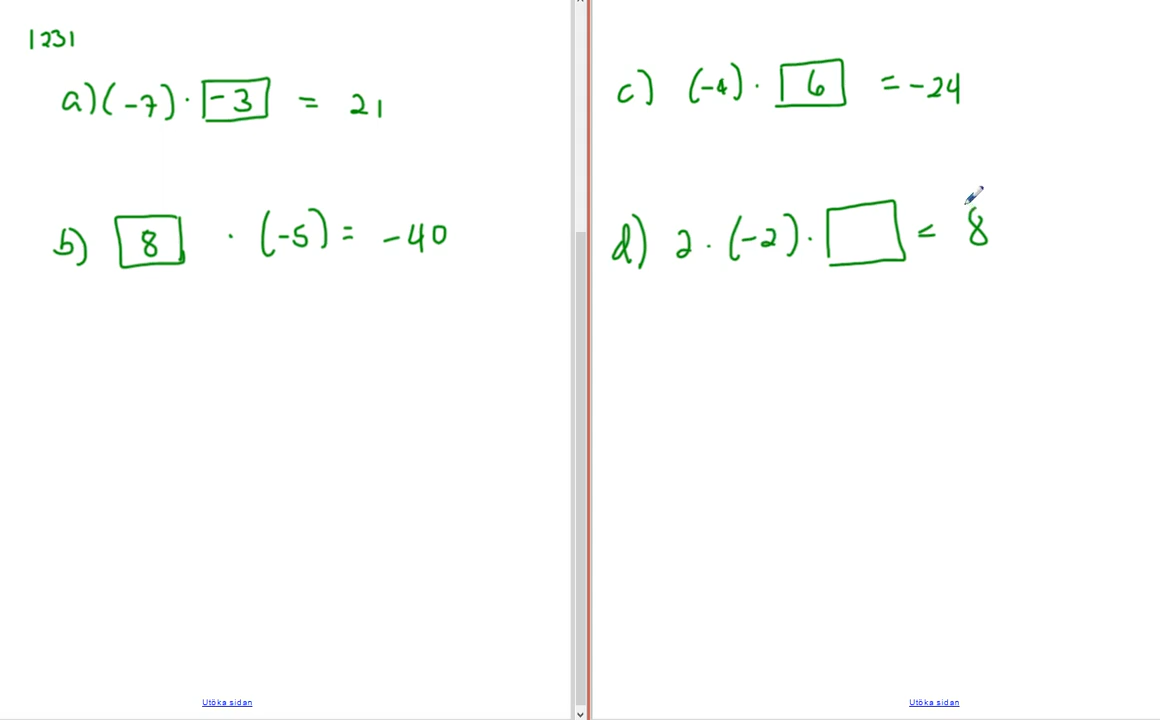 1231
a) (-7) · -3 = 21
b) 8 · (-5) = -40
c) (-4) · 6 = -24
d) 2 · (-2) · = 8
Utöka sidan
Utöka sidan